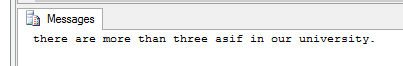 Messages
there are more than three asif in our university.